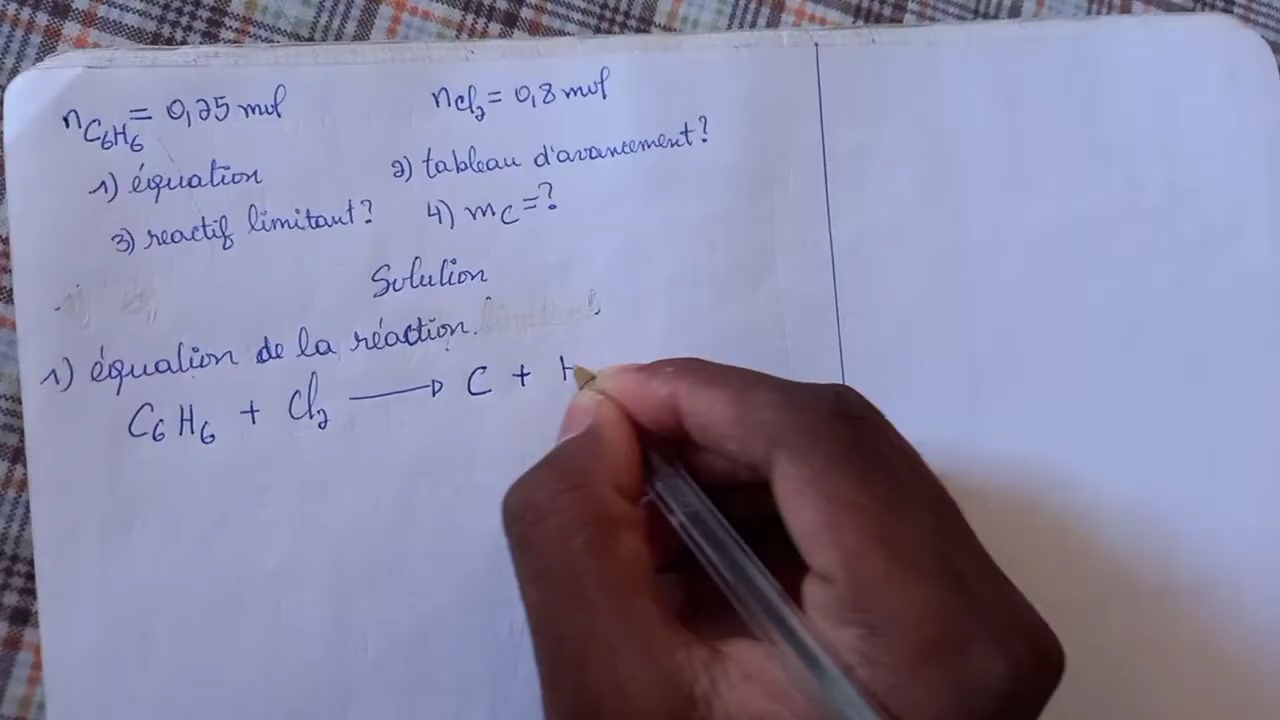 nC₆H₆ = 0,25 mol nCl₂ = 0,8 mol
1) équation 2) tableau d'avancement?
3) reactif limitant? 4) mC = ?
Solution
1) équation de la réaction.
C₆H₆ + Cl₂ → C + H